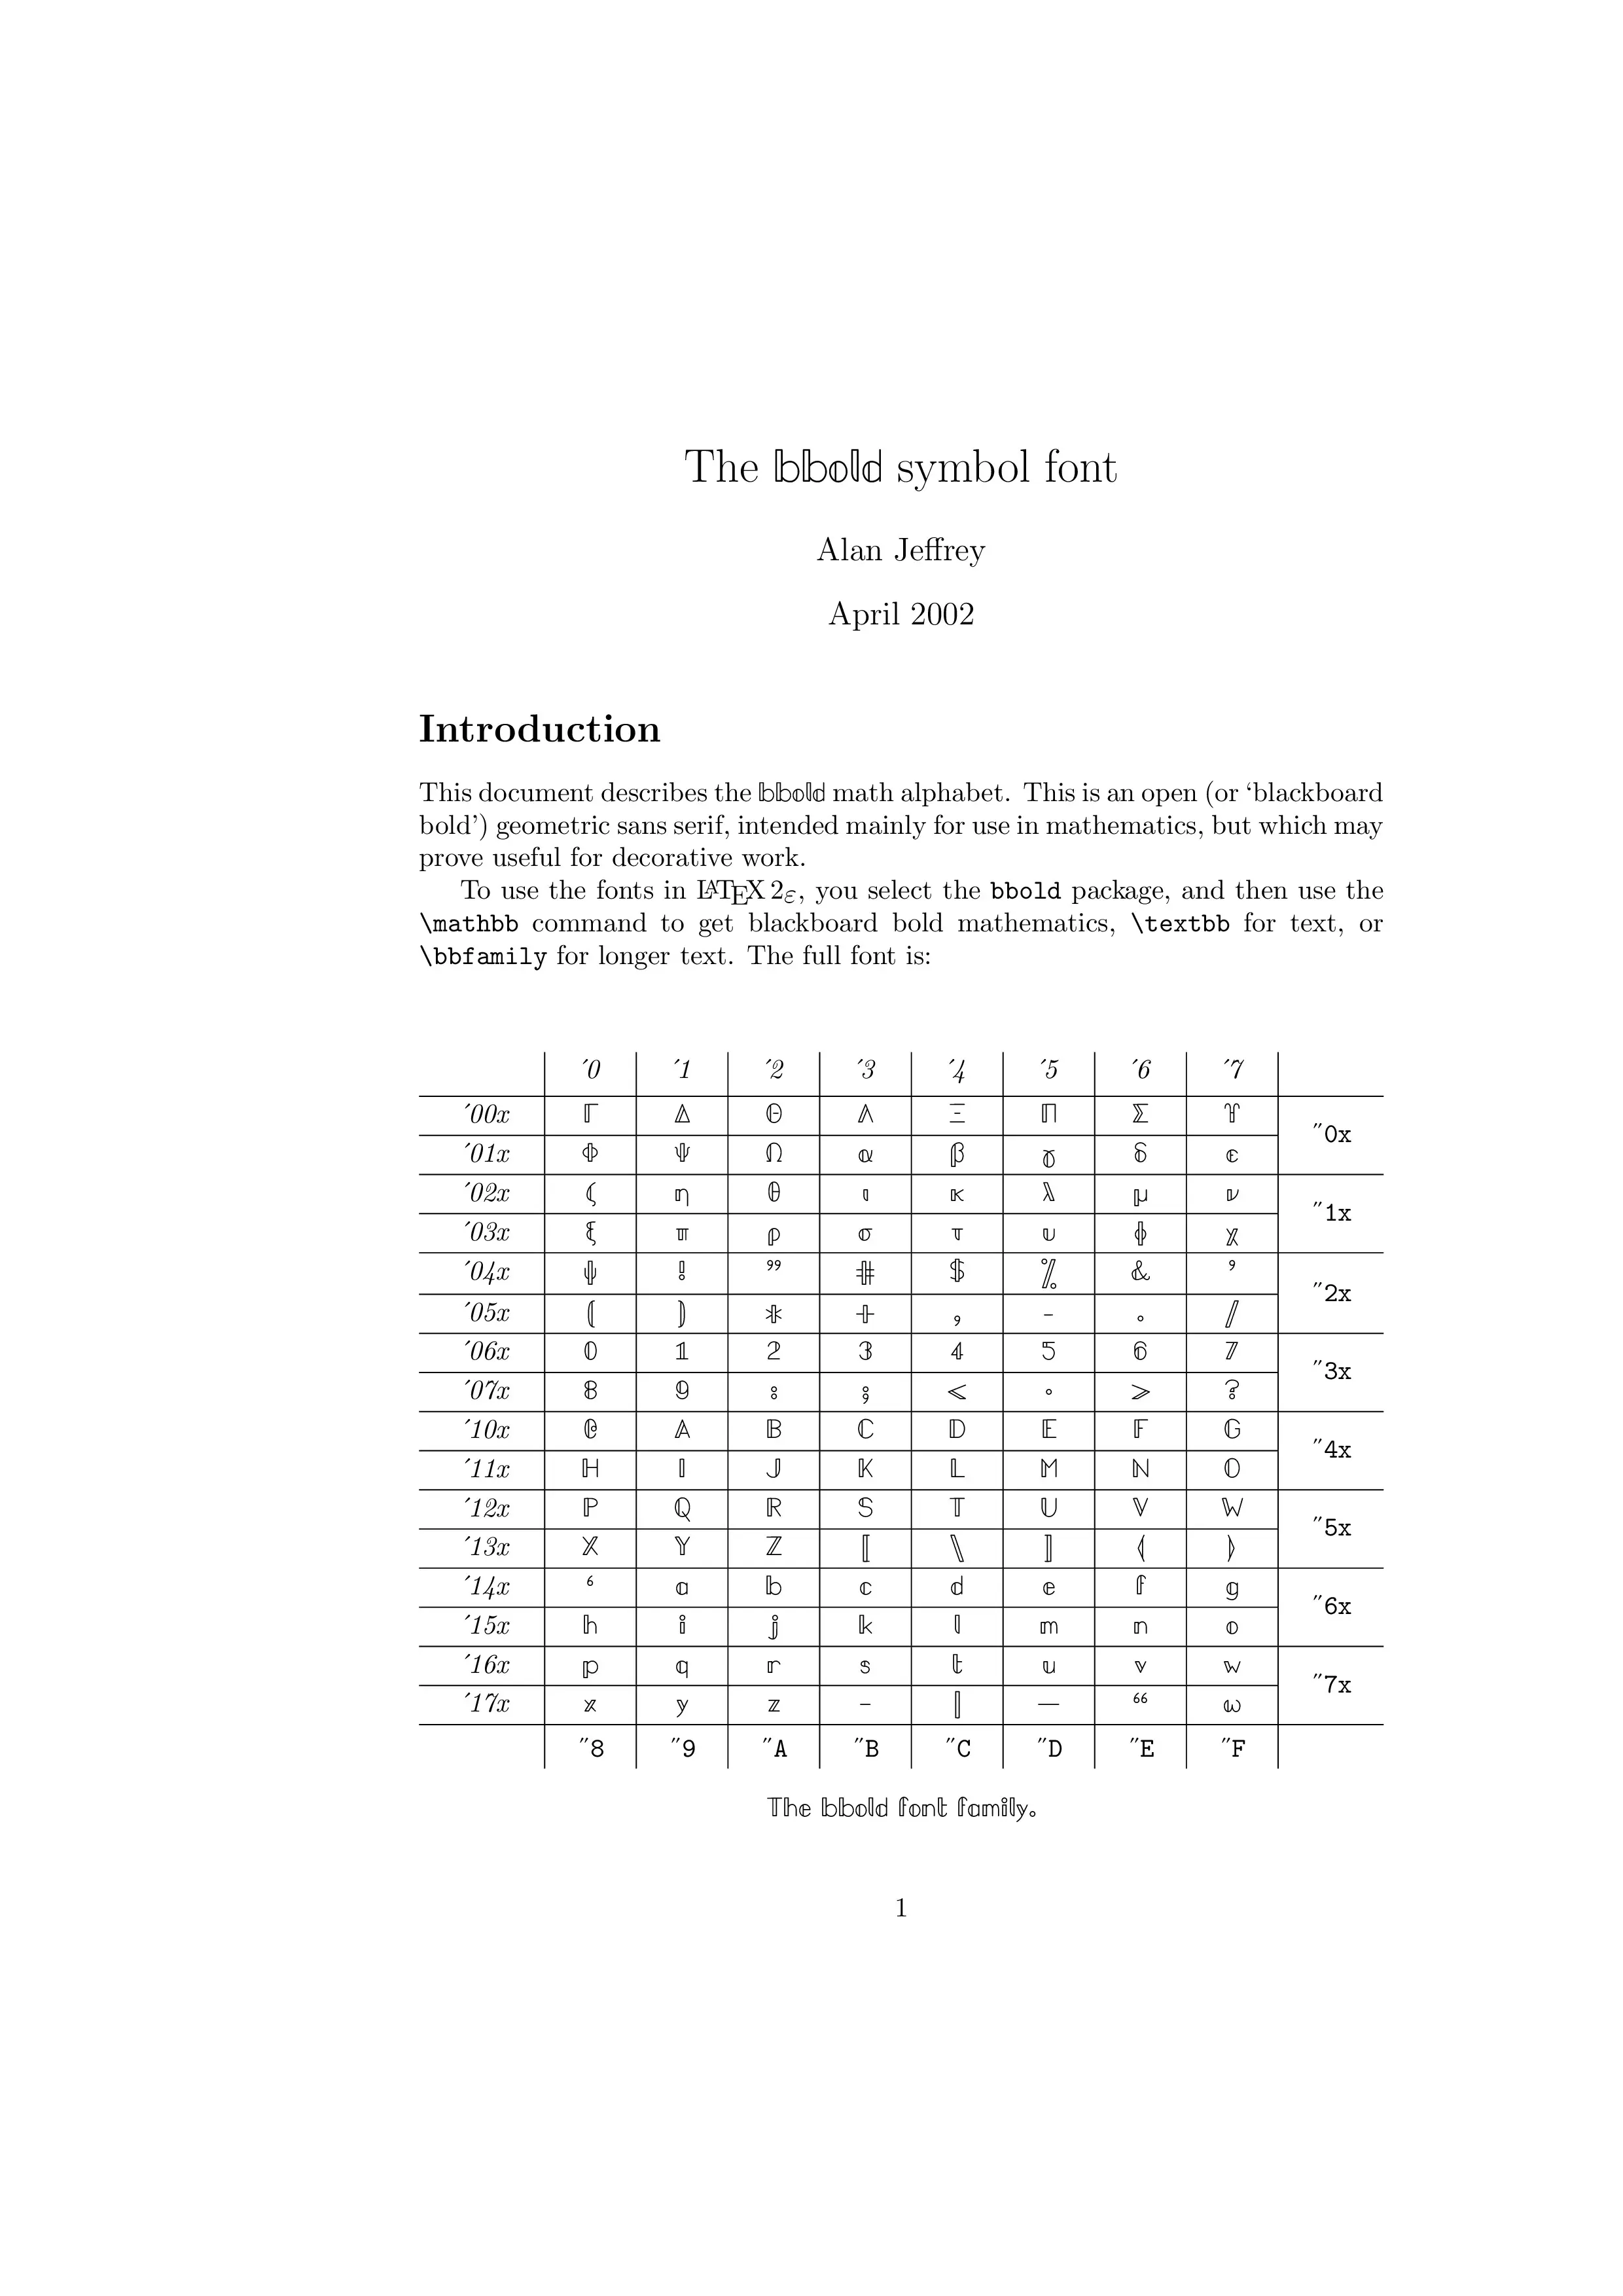 The bbold symbol font
Alan Jeffrey
April 2002
Introduction
This document describes the bbold math alphabet. This is an open (or ‘blackboard
bold’) geometric sans serif, intended mainly for use in mathematics, but which may
prove useful for decorative work.
To use the fonts in LATEX 2ε, you select the bbold package, and then use the
\mathbb command to get blackboard bold mathematics, \textbb for text, or
\bbfamily for longer text. The full font is:
´0 ´1 ´2 ´3 ´4 ´5 ´6 ´7
´00x Γ Δ Θ Λ Ξ Π Σ ϒ ˝0x
´01x Φ Ψ Ω α β γ δ ϵ
´02x ζ η θ ι κ λ μ ν ˝1x
´03x ξ π ρ σ τ υ ϕ χ
´04x ψ ! ” # $ % & ’ ˝2x
´05x ( ) * + , - . /
´06x 0 1 2 3 4 5 6 7 ˝3x
´07x 8 9 : ; < . > ?
´10x @ A B C D E F G ˝4x
´11x H I J K L M N O
´12x P Q R S T U V W ˝5x
´13x X Y Z [ \ ] ⟨ ⟩
´14x ‘ a b c d e f g ˝6x
´15x h i j k l m n o
´16x p q r s t u v w ˝7x
´17x x y z – | — “ ω
˝8 ˝9 ˝A ˝B ˝C ˝D ˝E ˝F
The bbold font family.
1